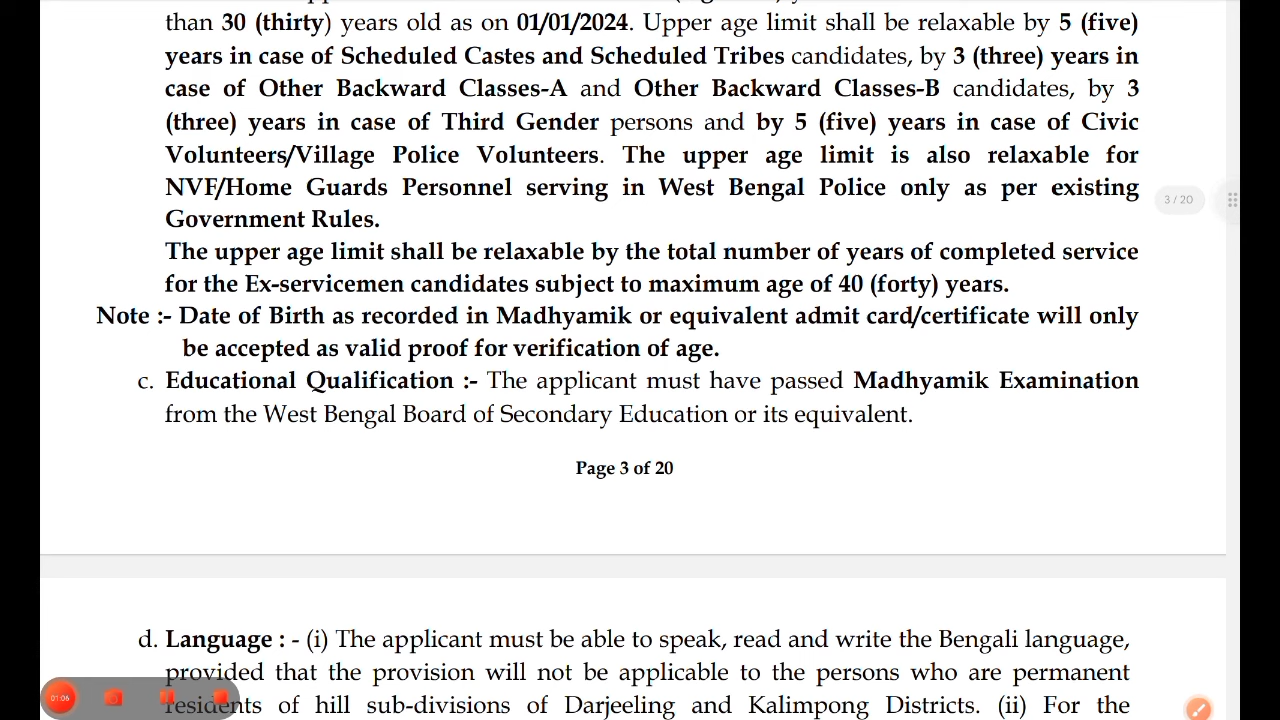 than 30 (thirty) years old as on 01/01/2024. Upper age limit shall be relaxable by 5 (five)
years in case of Scheduled Castes and Scheduled Tribes candidates, by 3 (three) years in
case of Other Backward Classes-A and Other Backward Classes-B candidates, by 3
(three) years in case of Third Gender persons and by 5 (five) years in case of Civic
Volunteers/Village Police Volunteers. The upper age limit is also relaxable for
NVF/Home Guards Personnel serving in West Bengal Police only as per existing
3 / 20
Government Rules.
The upper age limit shall be relaxable by the total number of years of completed service
for the Ex-servicemen candidates subject to maximum age of 40 (forty) years.
Note :- Date of Birth as recorded in Madhyamik or equivalent admit card/certificate will only
be accepted as valid proof for verification of age.
c. Educational Qualification :- The applicant must have passed Madhyamik Examination
from the West Bengal Board of Secondary Education or its equivalent.
Page 3 of 20
d. Language : - (i) The applicant must be able to speak, read and write the Bengali language,
provided that the provision will not be applicable to the persons who are permanent
01:06
residents of hill sub-divisions of Darjeeling and Kalimpong Districts. (ii) For the